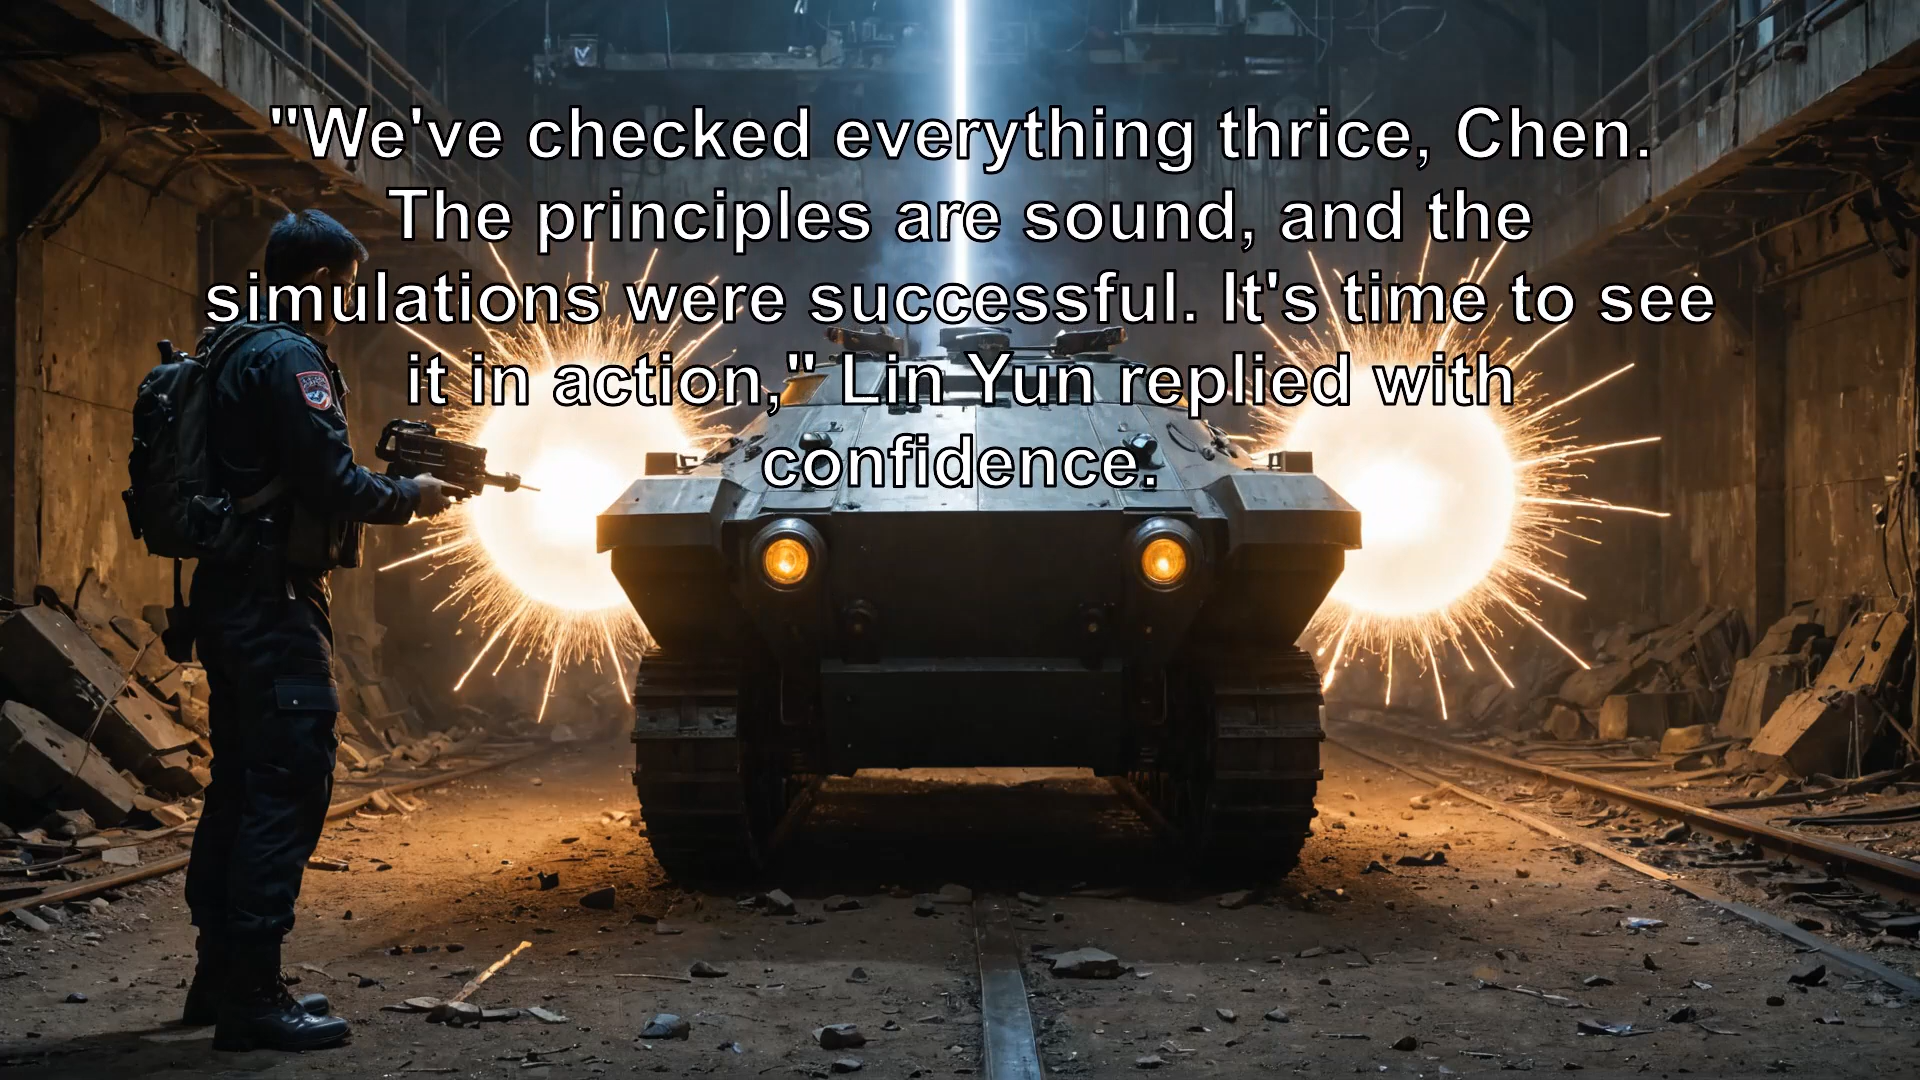 "We've checked everything thrice, Chen.
The principles are sound, and the
simulations were successful. It's time to see
it in action," Lin Yun replied with
confidence.